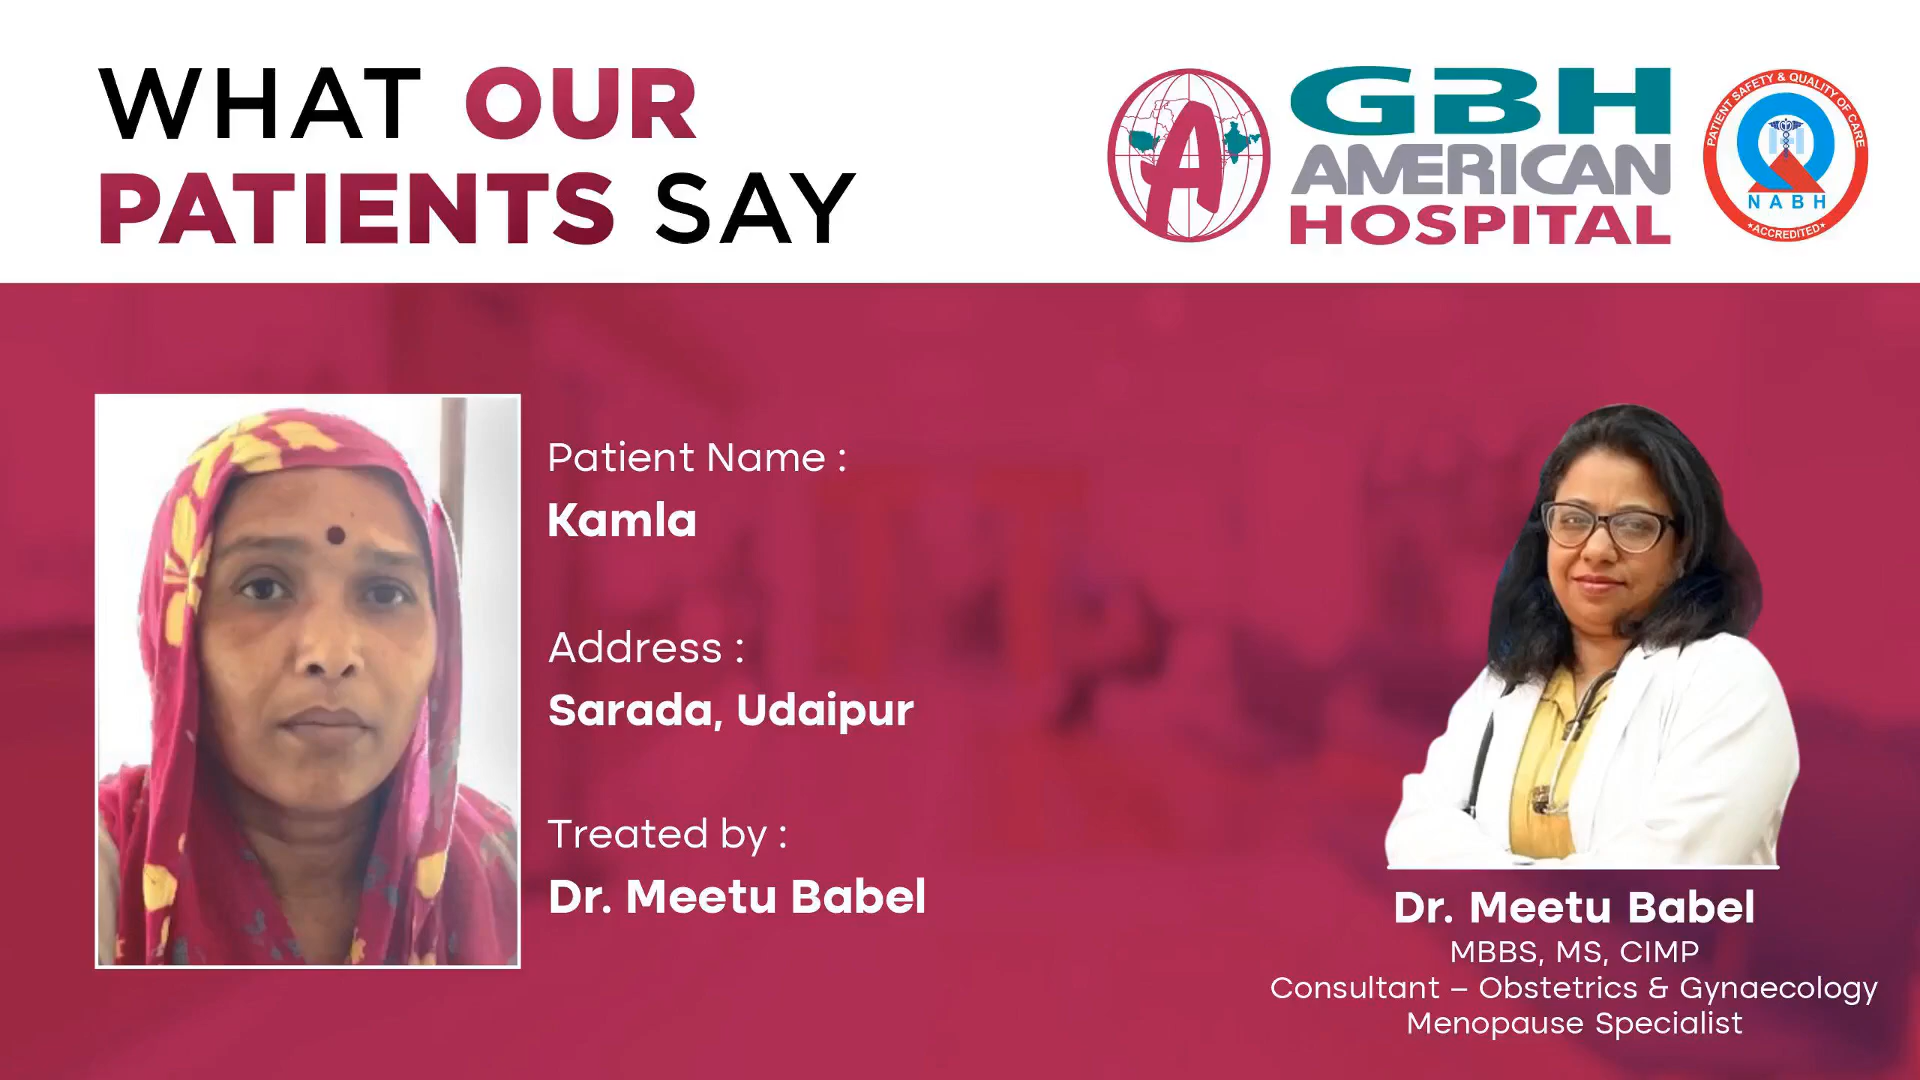 WHAT OUR
PATIENTS SAY
A
GBH
AMERICAN
HOSPITAL
PATIENT SAFETY & QUALITY OF CARE
NABH
★ACCREDITED★
Patient Name :
Kamla
Address :
Sarada, Udaipur
Treated by :
Dr. Meetu Babel
Dr. Meetu Babel
MBBS, MS, CIMP
Consultant – Obstetrics & Gynaecology
Menopause Specialist